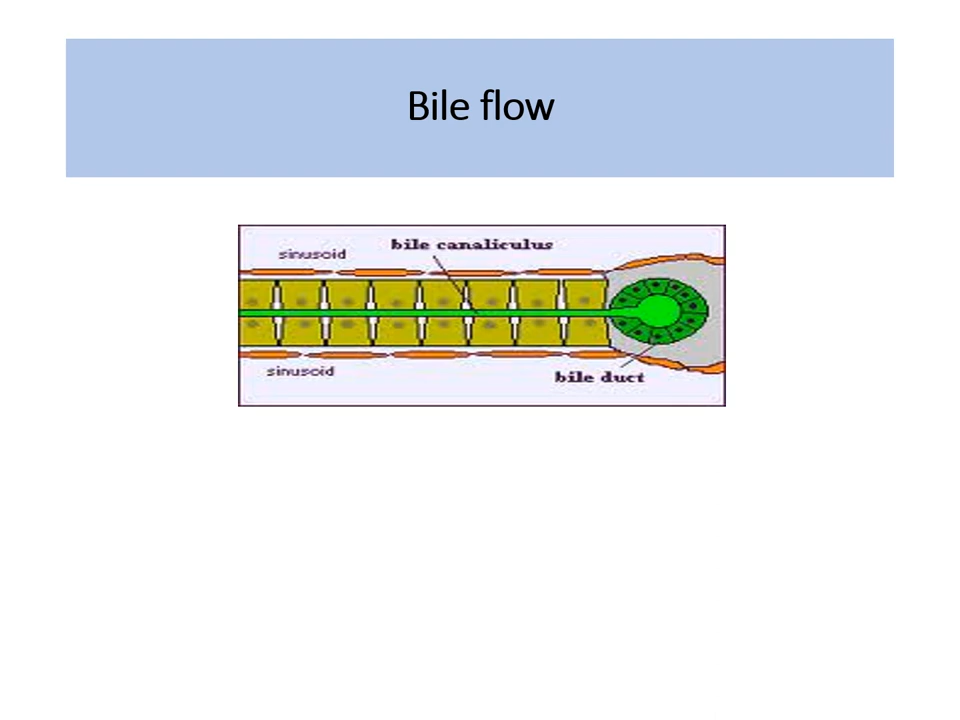 Bile flow
bile canaliculus
sinusoid
sinusoid
bile duct